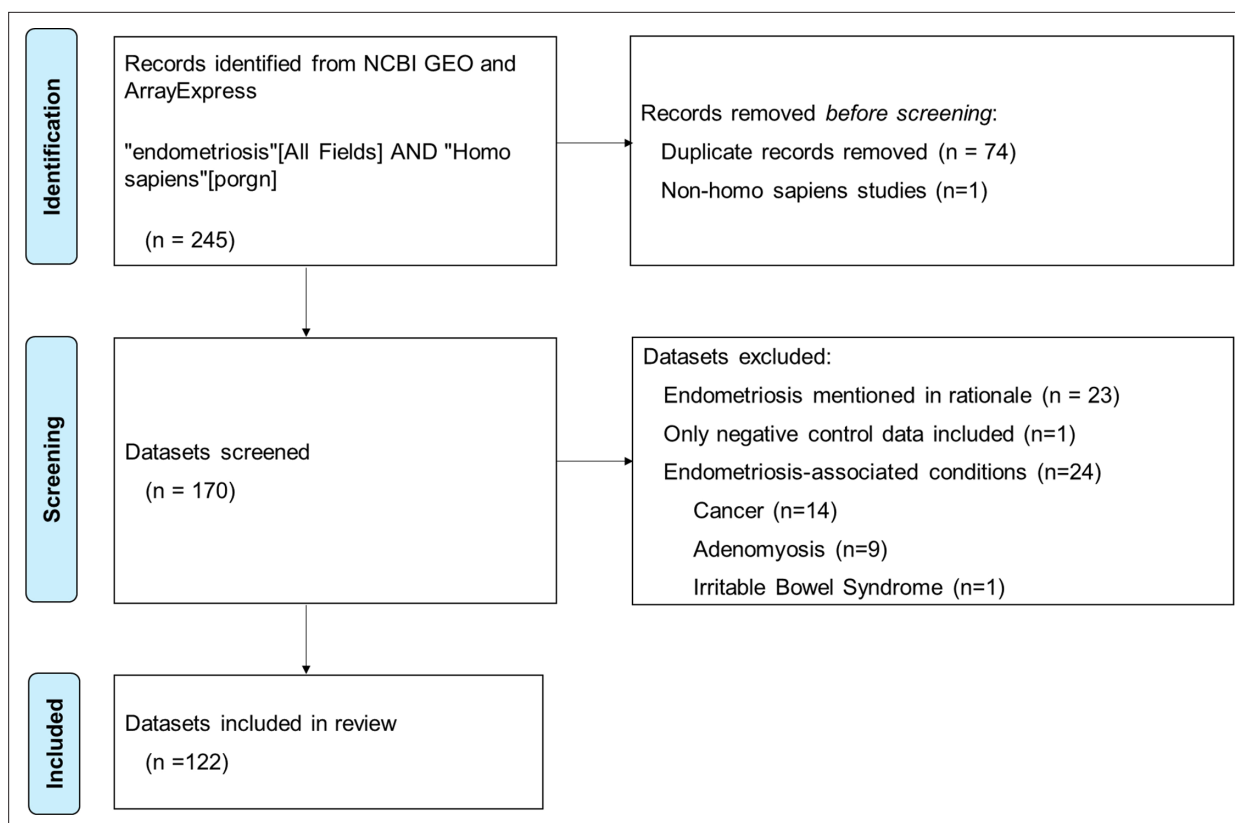 Identification
Records identified from NCBI GEO and
ArrayExpress
"endometriosis"[All Fields] AND "Homo
sapiens"[porgn]
(n = 245)
Records removed before screening:
Duplicate records removed (n = 74)
Non-homo sapiens studies (n=1)
Screening
Datasets screened
(n = 170)
Datasets excluded:
Endometriosis mentioned in rationale (n = 23)
Only negative control data included (n=1)
Endometriosis-associated conditions (n=24)
Cancer (n=14)
Adenomyosis (n=9)
Irritable Bowel Syndrome (n=1)
Included
Datasets included in review
(n =122)